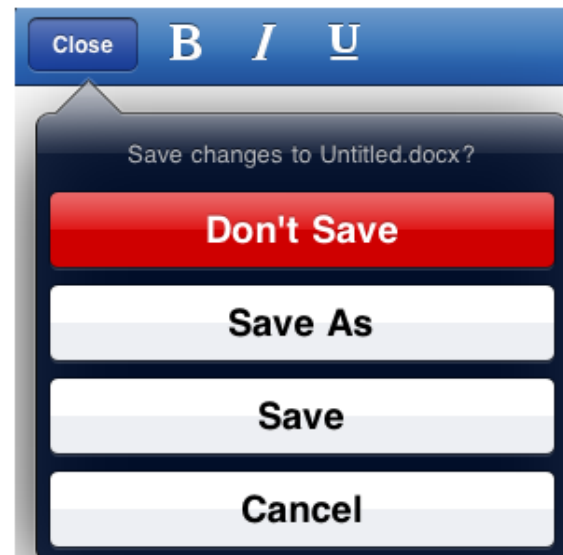 Close B I U
Save changes to Untitled.docx?
Don't Save
Save As
Save
Cancel